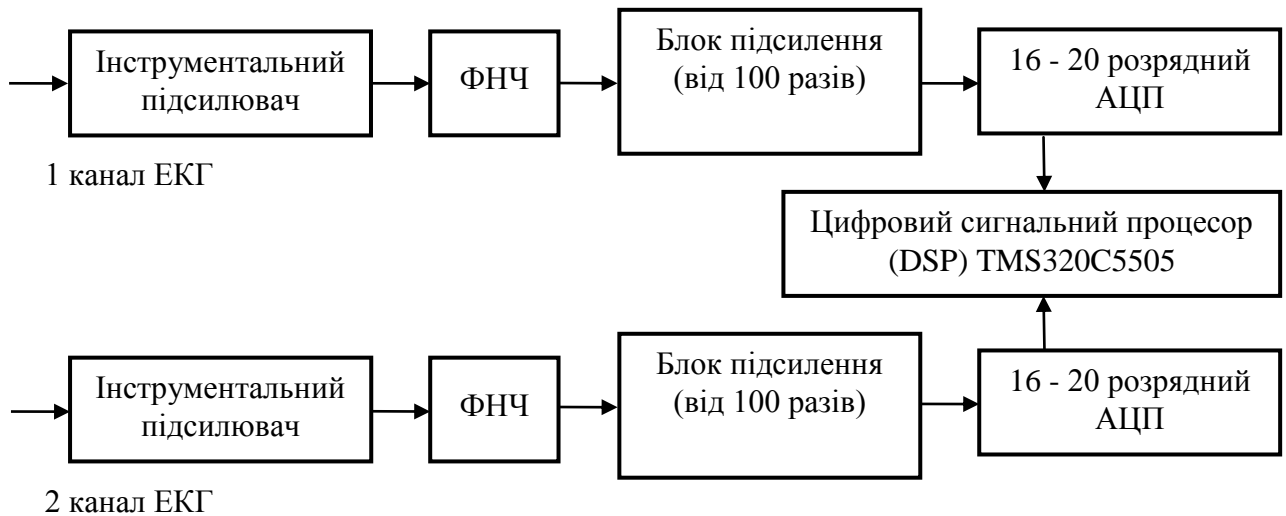 Інструментальний
підсилювач
ФНЧ
Блок підсилення
(від 100 разів)
16 - 20 розрядний
АЦП
1 канал ЕКГ
Цифровий сигнальний процесор
(DSP) TMS320C5505
Інструментальний
підсилювач
ФНЧ
Блок підсилення
(від 100 разів)
16 - 20 розрядний
АЦП
2 канал ЕКГ